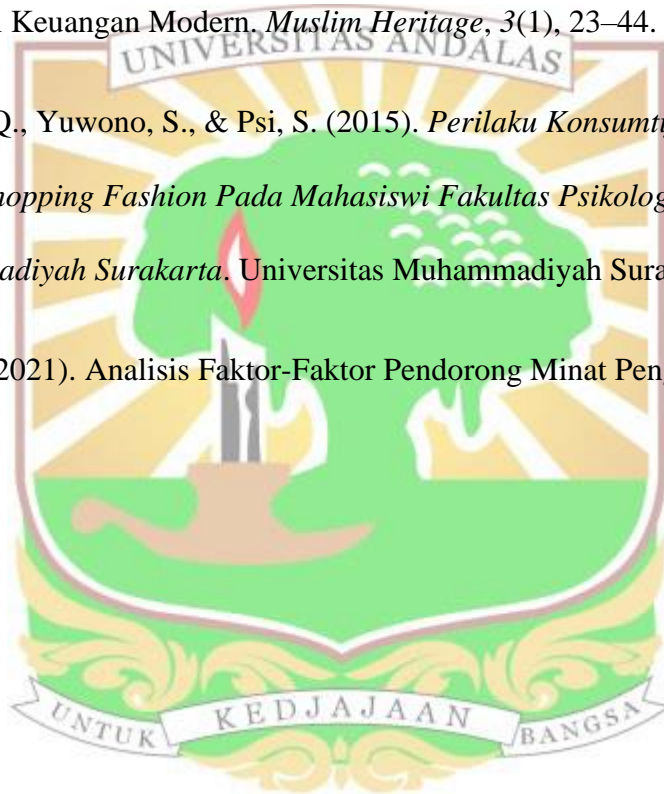 Keuangan Modern. Muslim Heritage, 3(1), 23–44.
UNIVERSITAS ANDALAS
Q., Yuwono, S., & Psi, S. (2015). Perilaku Konsumti
hopping Fashion Pada Mahasiswi Fakultas Psikolog
adiyah Surakarta. Universitas Muhammadiyah Sura
2021). Analisis Faktor-Faktor Pendorong Minat Pen
UNTUK KEDJAJAAN BANGSA